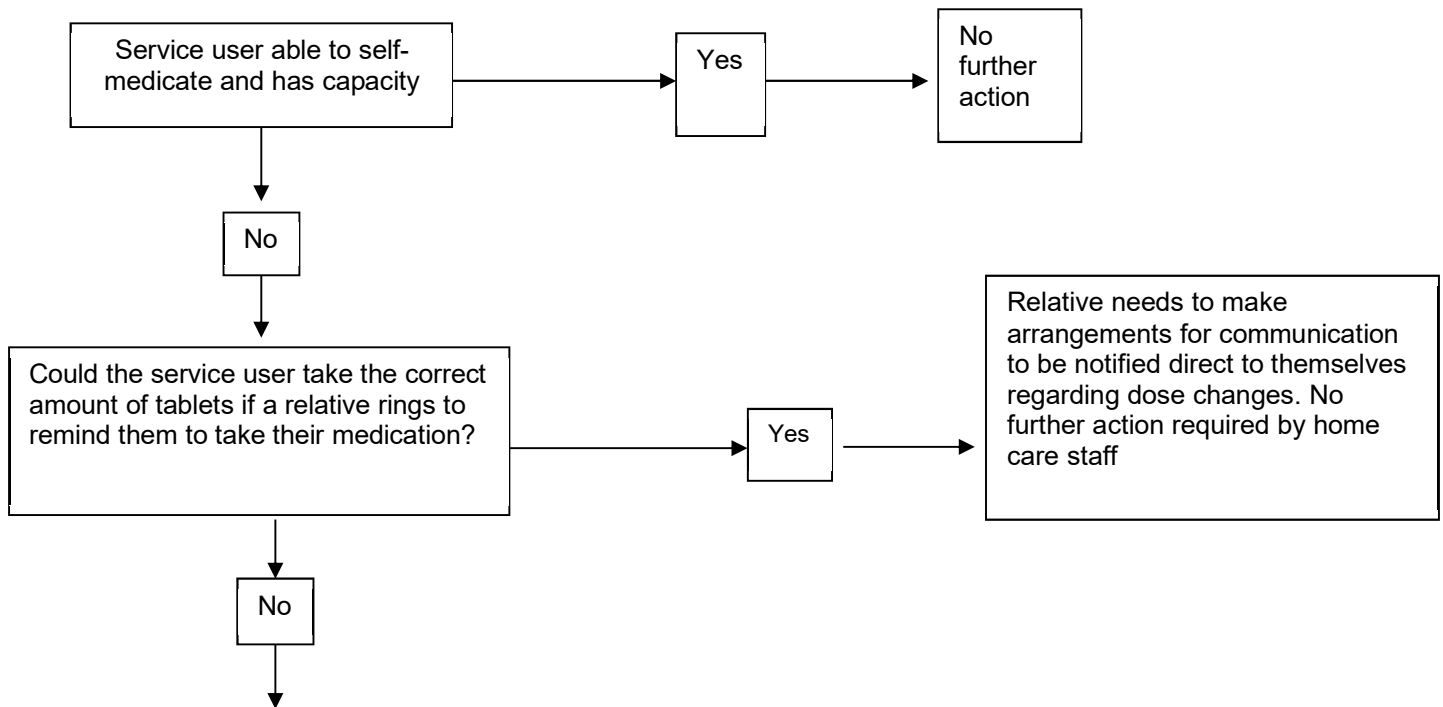 Service user able to self-
medicate and has capacity
Yes
No
further
action
No
Could the service user take the correct
amount of tablets if a relative rings to
remind them to take their medication?
Yes
Relative needs to make
arrangements for communication
to be notified direct to themselves
regarding dose changes. No
further action required by home
care staff
No